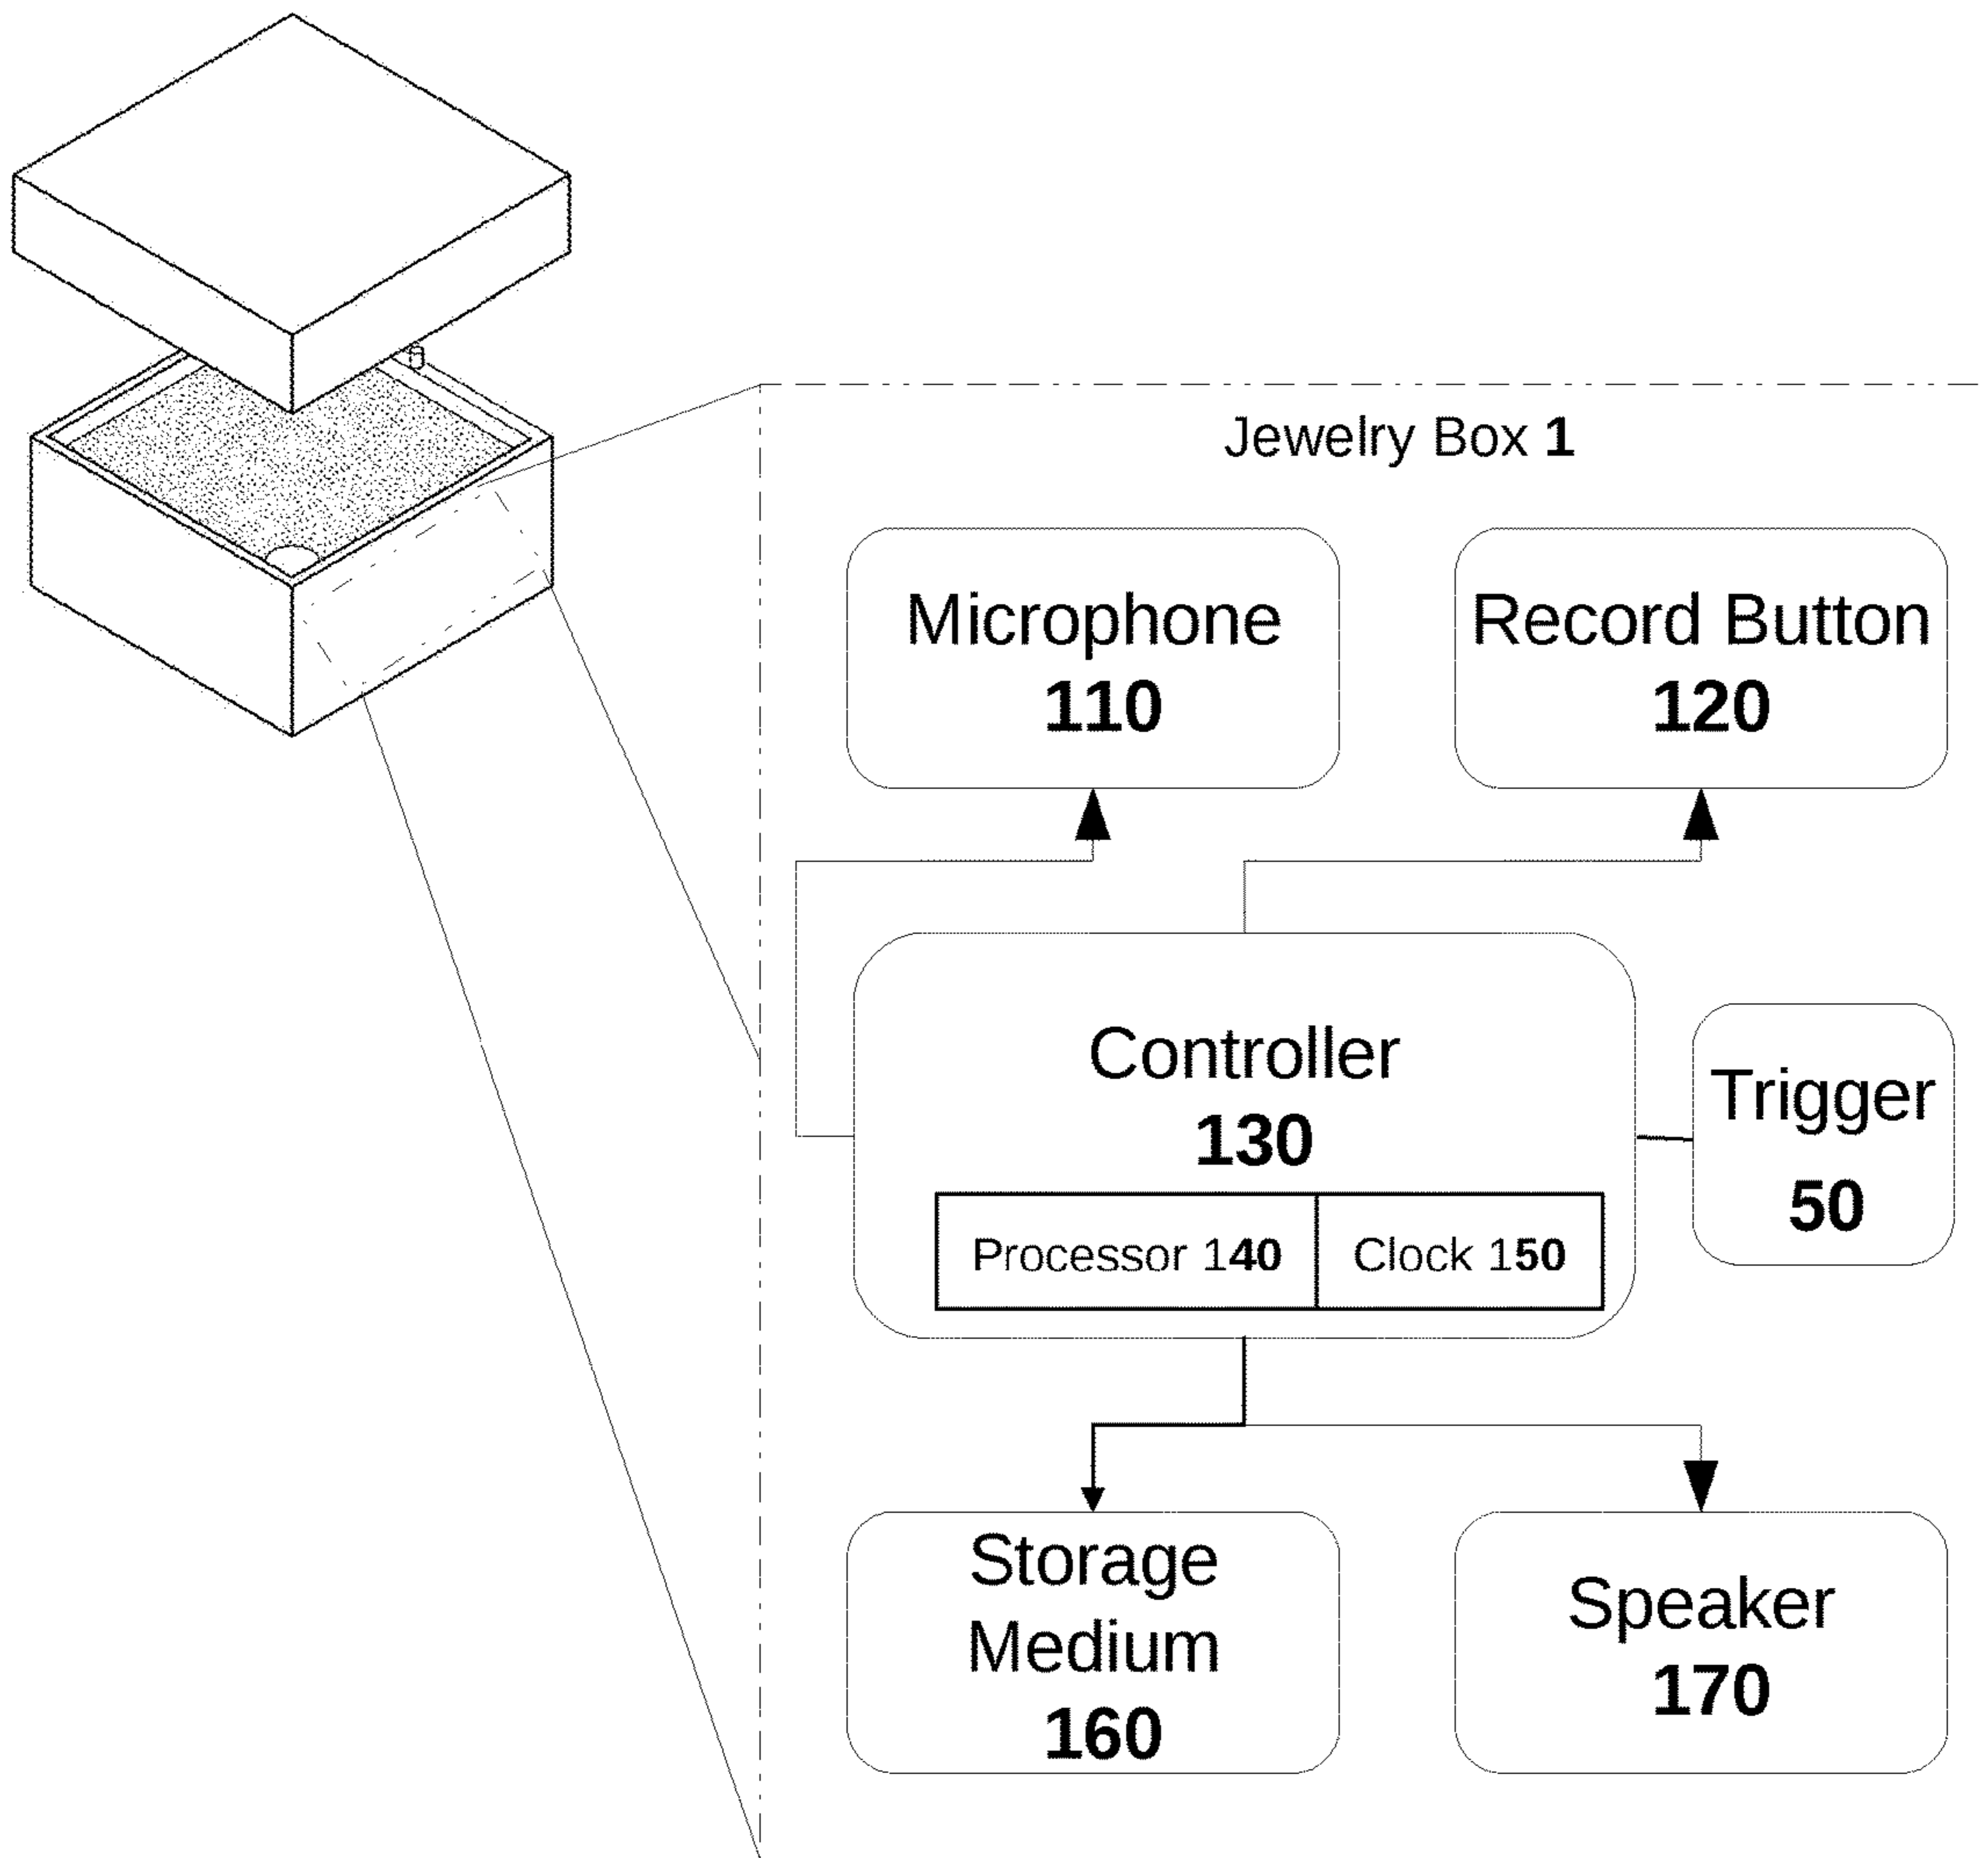 Jewelry Box 1
Microphone
110
Record Button
120
Controller
130
Processor 140
Clock 150
Trigger
50
Storage
Medium
160
Speaker
170